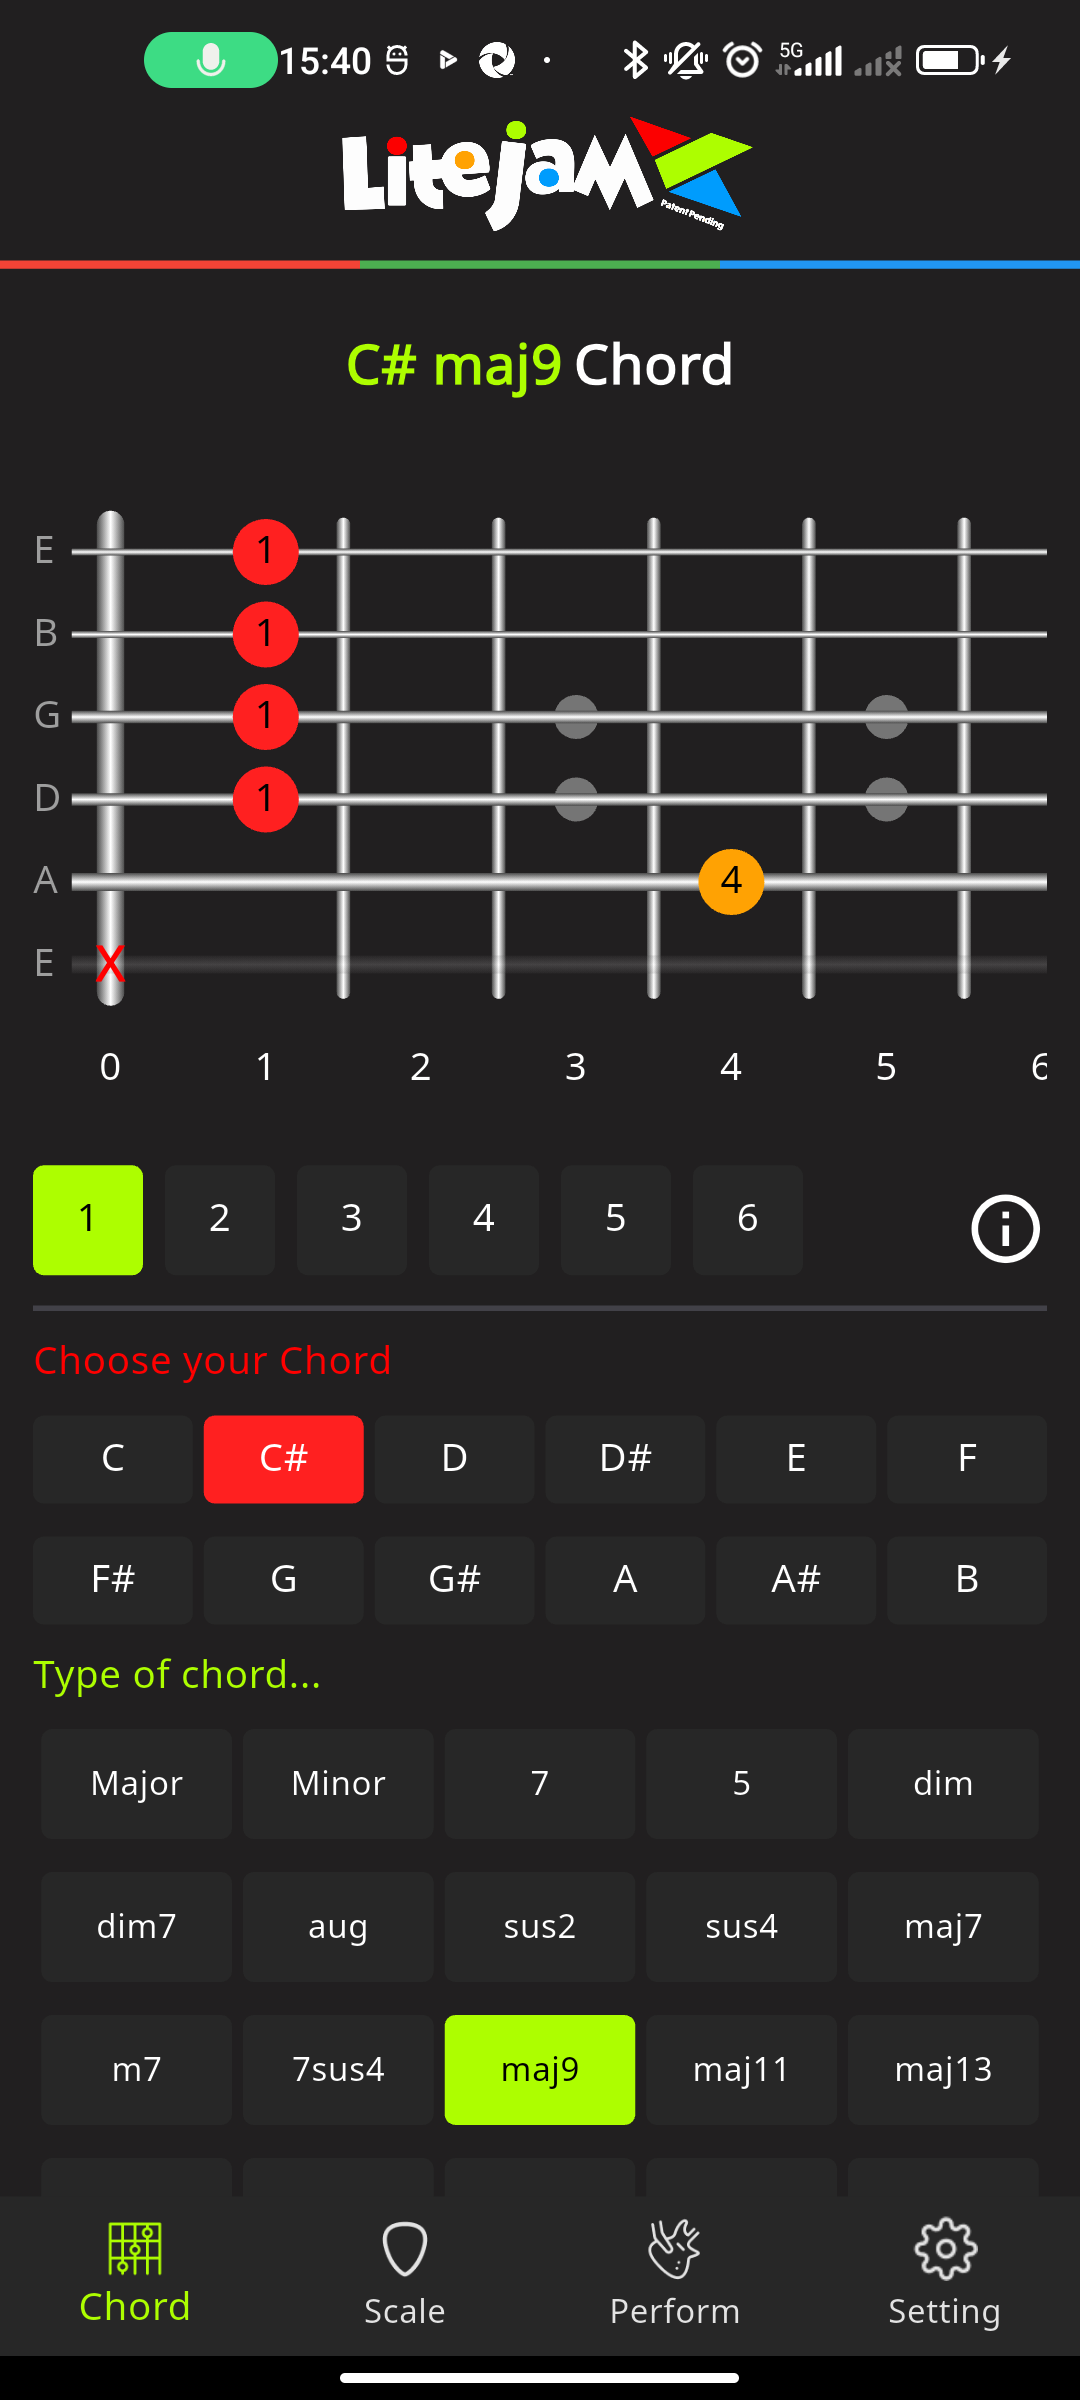 15:40
5G
Litejam
Patent Pending
C# maj9 Chord
E 1
B 1
G 1
D 1
A 4
E X
0 1 2 3 4 5 6
1 2 3 4 5 6
Choose your Chord
C C# D D# E F
F# G G# A A# B
Type of chord...
Major Minor 7 5 dim
dim7 aug sus2 sus4 maj7
m7 7sus4 maj9 maj11 maj13
Chord Scale Perform Setting